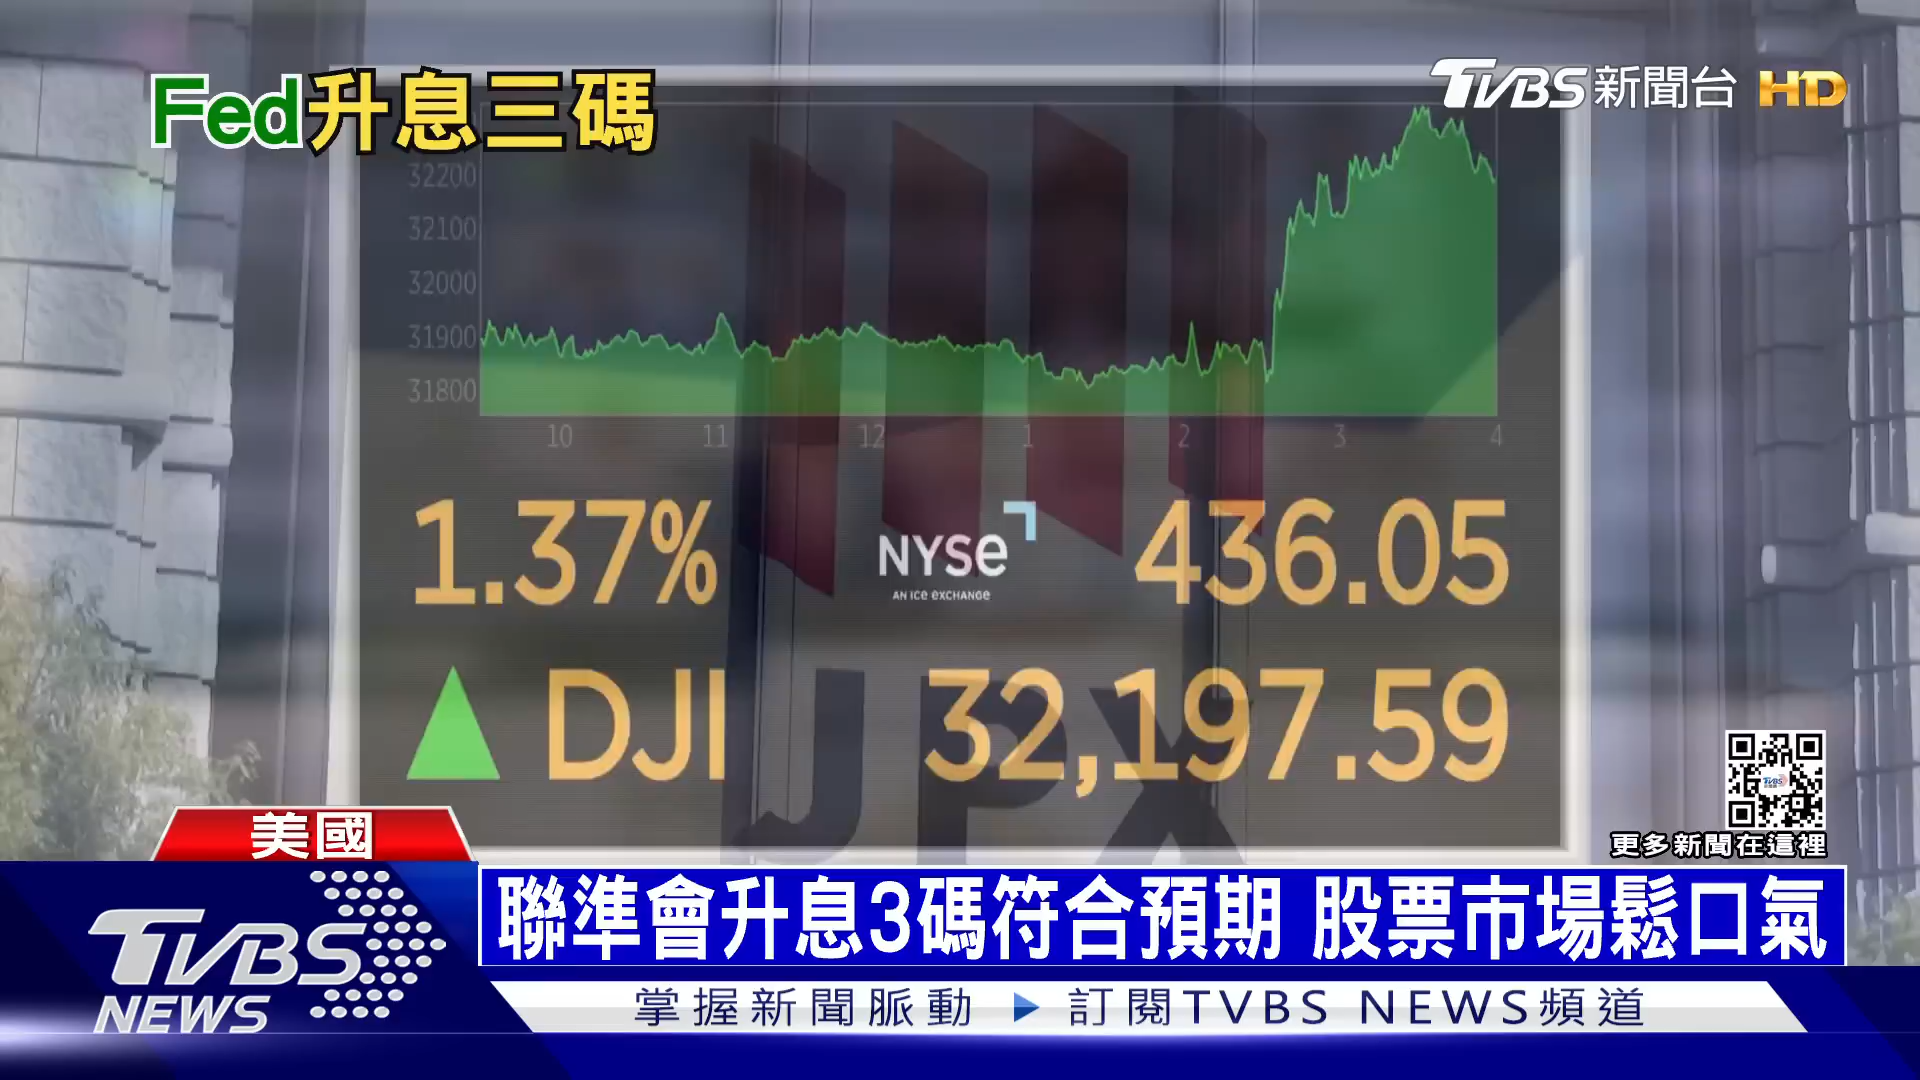 Fed升息三碼
TVBS新聞台 HD
32200
32100
32000
31900
31800
10 11 12 1 2 3 4
1.37%
NYSE
AN ICE EXCHANGE
436.05
DJI
32,197.59
JPX
TVBS
更多新聞在這裡
美國
聯準會升息3碼符合預期 股票市場鬆口氣
TVBS
NEWS
掌握新聞脈動 訂閱TVBS NEWS頻道